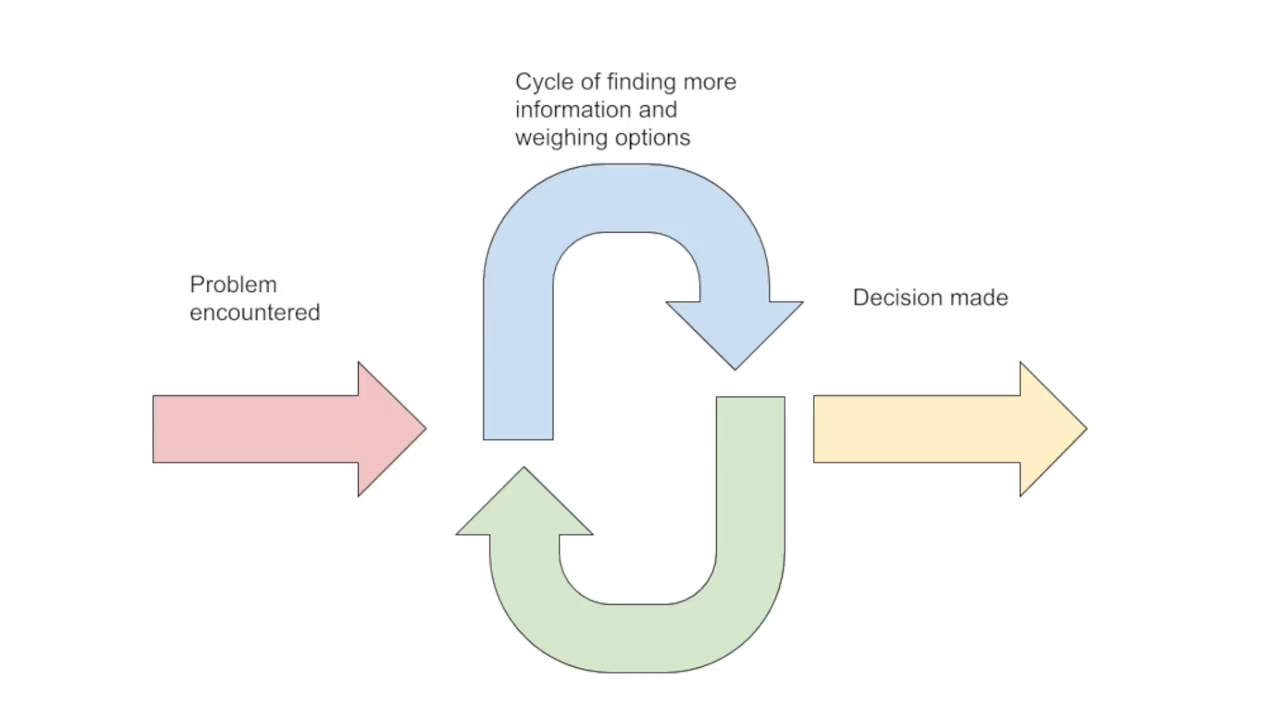 Cycle of finding more
information and
weighing options
Problem
encountered
Decision made